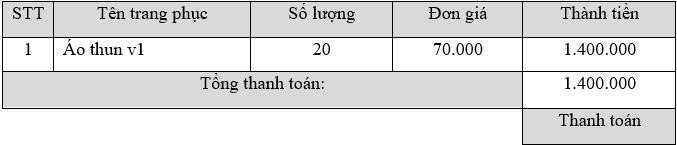 STT Tên trang phục Số lượng Đơn giá Thành tiền
1 Áo thun v1 20 70.000 1.400.000
Tổng thanh toán: 1.400.000
Thanh toán